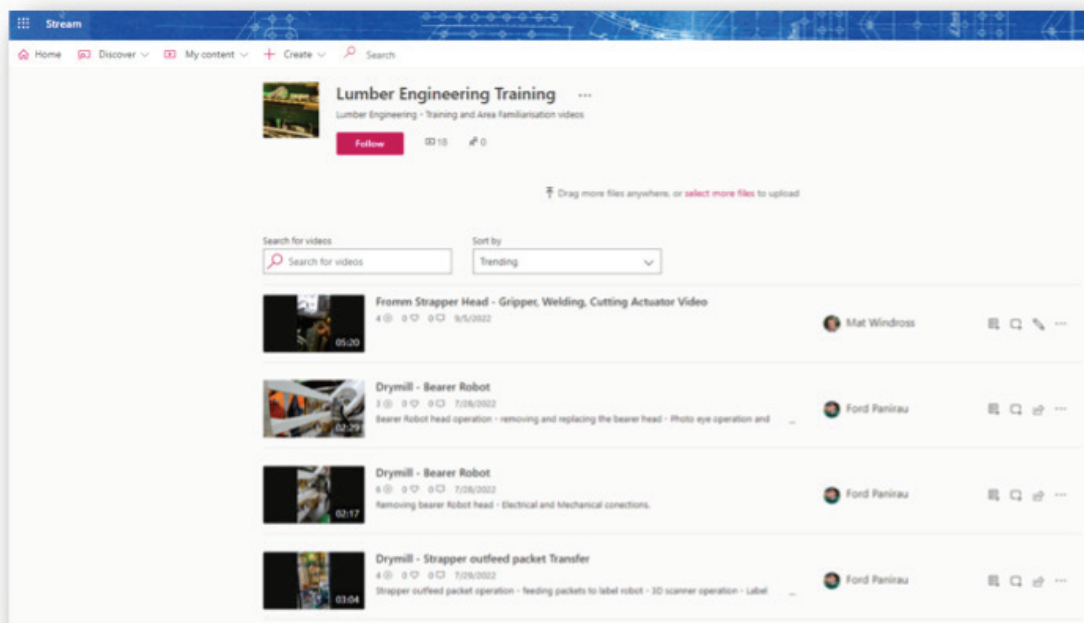 Stream
Home Discover My content Create Search
Lumber Engineering Training ...
Lumber Engineering - Training and Area Familiarisation videos
Follow 18 0
Drag more files anywhere, or select more files to upload
Search for videos Sort by
Search for videos Trending
Fromm Strapper Head - Gripper, Welding, Cutting Actuator Video
4 0 0 9/5/2022
Mat Windross
05:20
Drymill - Bearer Robot
3 0 0 7/28/2022
Bearer Robot head operation - removing and replacing the bearer head - Photo eye operation and ...
Ford Panirau
02:29
Drymill - Bearer Robot
6 0 0 7/28/2022
Removing bearer Robot head - Electrical and Mechanical conections.
Ford Panirau
02:17
Drymill - Strapper outfeed packet Transfer
4 0 0 7/29/2022
Strapper outfeed packet operation - feeding packets to label robot - 3D scanner operation - Label ...
Ford Panirau
03:04